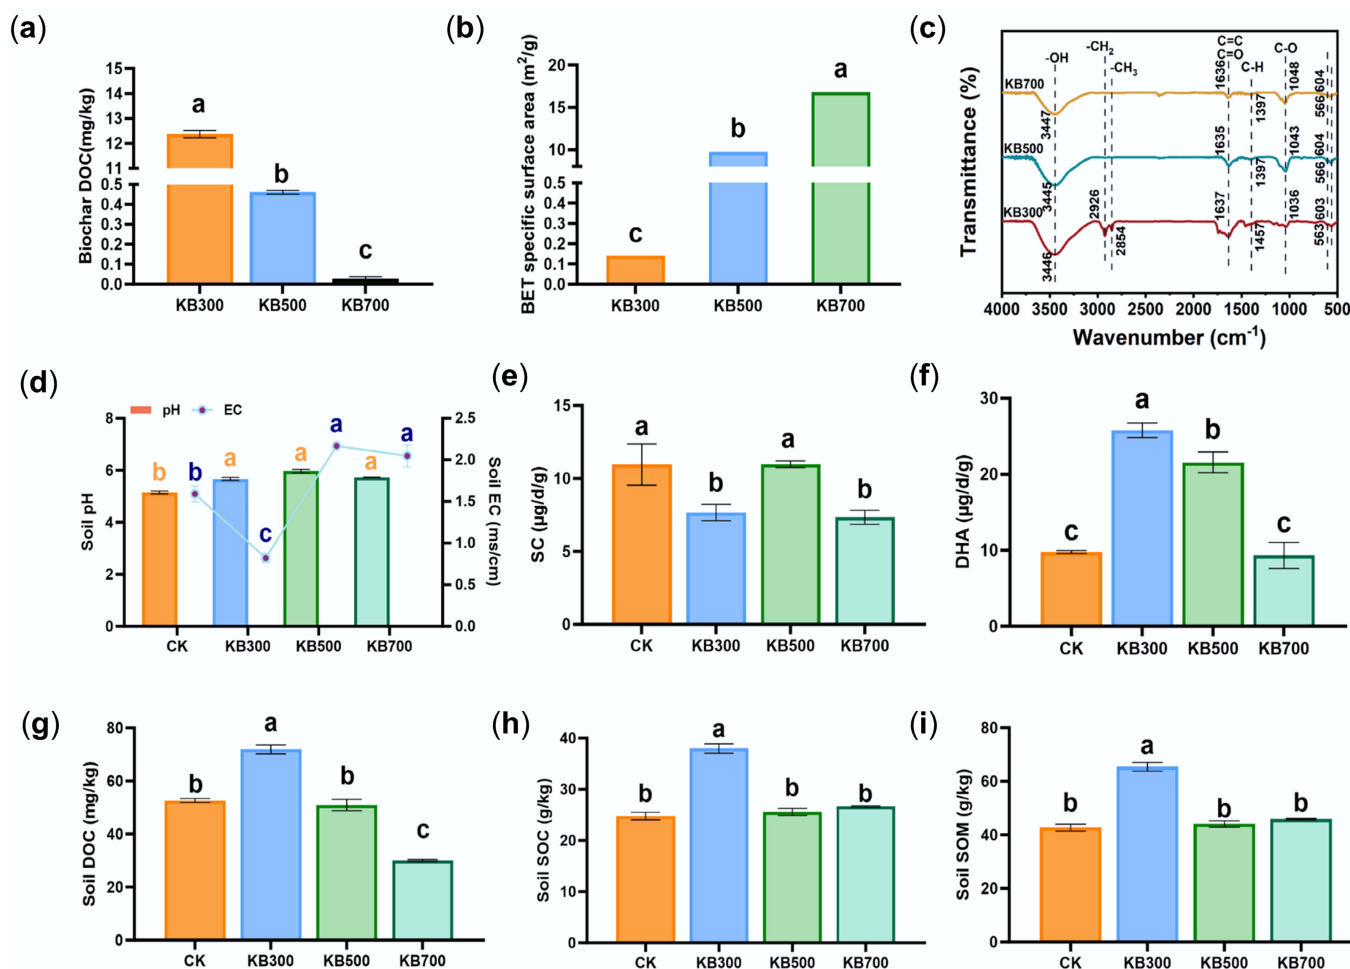 (a)
Biochar DOC(mg/kg)
15
14
13
12
11
0.5
0.4
0.3
0.2
0.1
0.0
a
b
c
KB300 KB500 KB700
(b)
BET specific surface area (m²/g)
20
15
10
0.5
0.4
0.3
0.2
0.1
0.0
c
b
a
KB300 KB500 KB700
(c)
Transmittance (%)
-OH
-CH₂
-CH₃
C=C
C=O
C-H
C-O
KB700
3447
1636
1397
1048
566
604
KB500
3445
1635
1397
1043
566
604
KB300
3446
2926
2854
1637
1457
1036
563
603
4000 3500 3000 2500 2000 1500 1000 500
Wavenumber (cm⁻¹)
(d)
pH EC
Soil pH
8
6
4
2
0
b b a c a a a a
2.5
2.0
1.5
1.0
0.5
0.0
Soil EC (ms/cm)
CK KB300 KB500 KB700
(e)
SC (μg/d/g)
15
10
5
0
a b a b
CK KB300 KB500 KB700
(f)
DHA (μg/d/g)
30
20
10
0
c a b c
CK KB300 KB500 KB700
(g)
Soil DOC (mg/kg)
80
60
40
20
0
b a b c
CK KB300 KB500 KB700
(h)
Soil SOC (g/kg)
40
30
20
10
0
b a b b
CK KB300 KB500 KB700
(i)
Soil SOM (g/kg)
80
60
40
20
0
b a b b
CK KB300 KB500 KB700